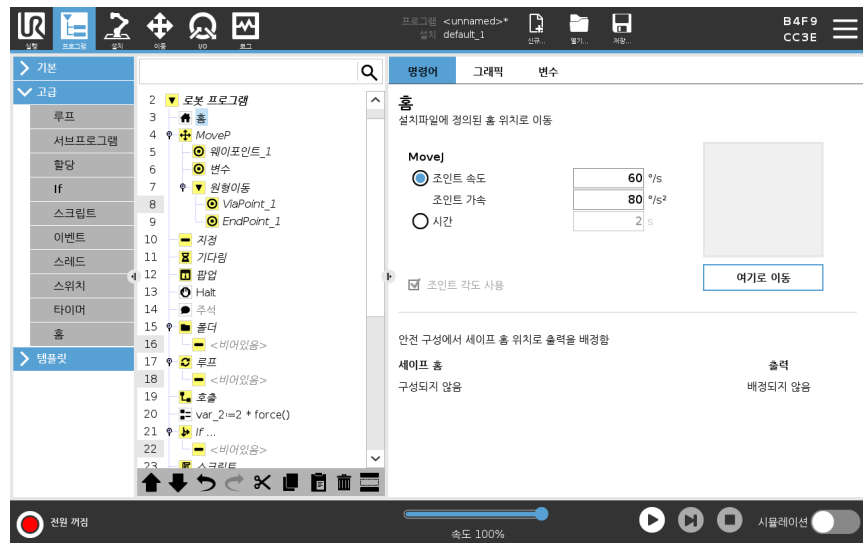 UR
실행
프로그램
설치
이동
I/O
로그
프로그램 <unnamed>*
설치 default_1
신규...
열기...
저장...
B4F9
CC3E
기본
고급
루프
서브프로그램
할당
If
스크립트
이벤트
스레드
스위치
타이머
홈
템플릿
2 로봇 프로그램
3 홈
4 MoveP
5 웨이포인트_1
6 변수
7 원형이동
8 ViaPoint_1
9 EndPoint_1
10 지정
11 기다림
12 팝업
13 Halt
14 주석
15 폴더
16 <비어있음>
17 루프
18 <비어있음>
19 호출
20 var_2≔2 * force()
21 If ...
22 <비어있음>
23 스크립트
명령어 그래픽 변수
홈
설치파일에 정의된 홈 위치로 이동
MoveJ
조인트 속도 60 °/s
조인트 가속 80 °/s²
시간 2 s
조인트 각도 사용
여기로 이동
안전 구성에서 세이프 홈 위치로 출력을 배정함
세이프 홈 출력
구성되지 않음 배정되지 않음
전원 꺼짐
속도 100%
시뮬레이션